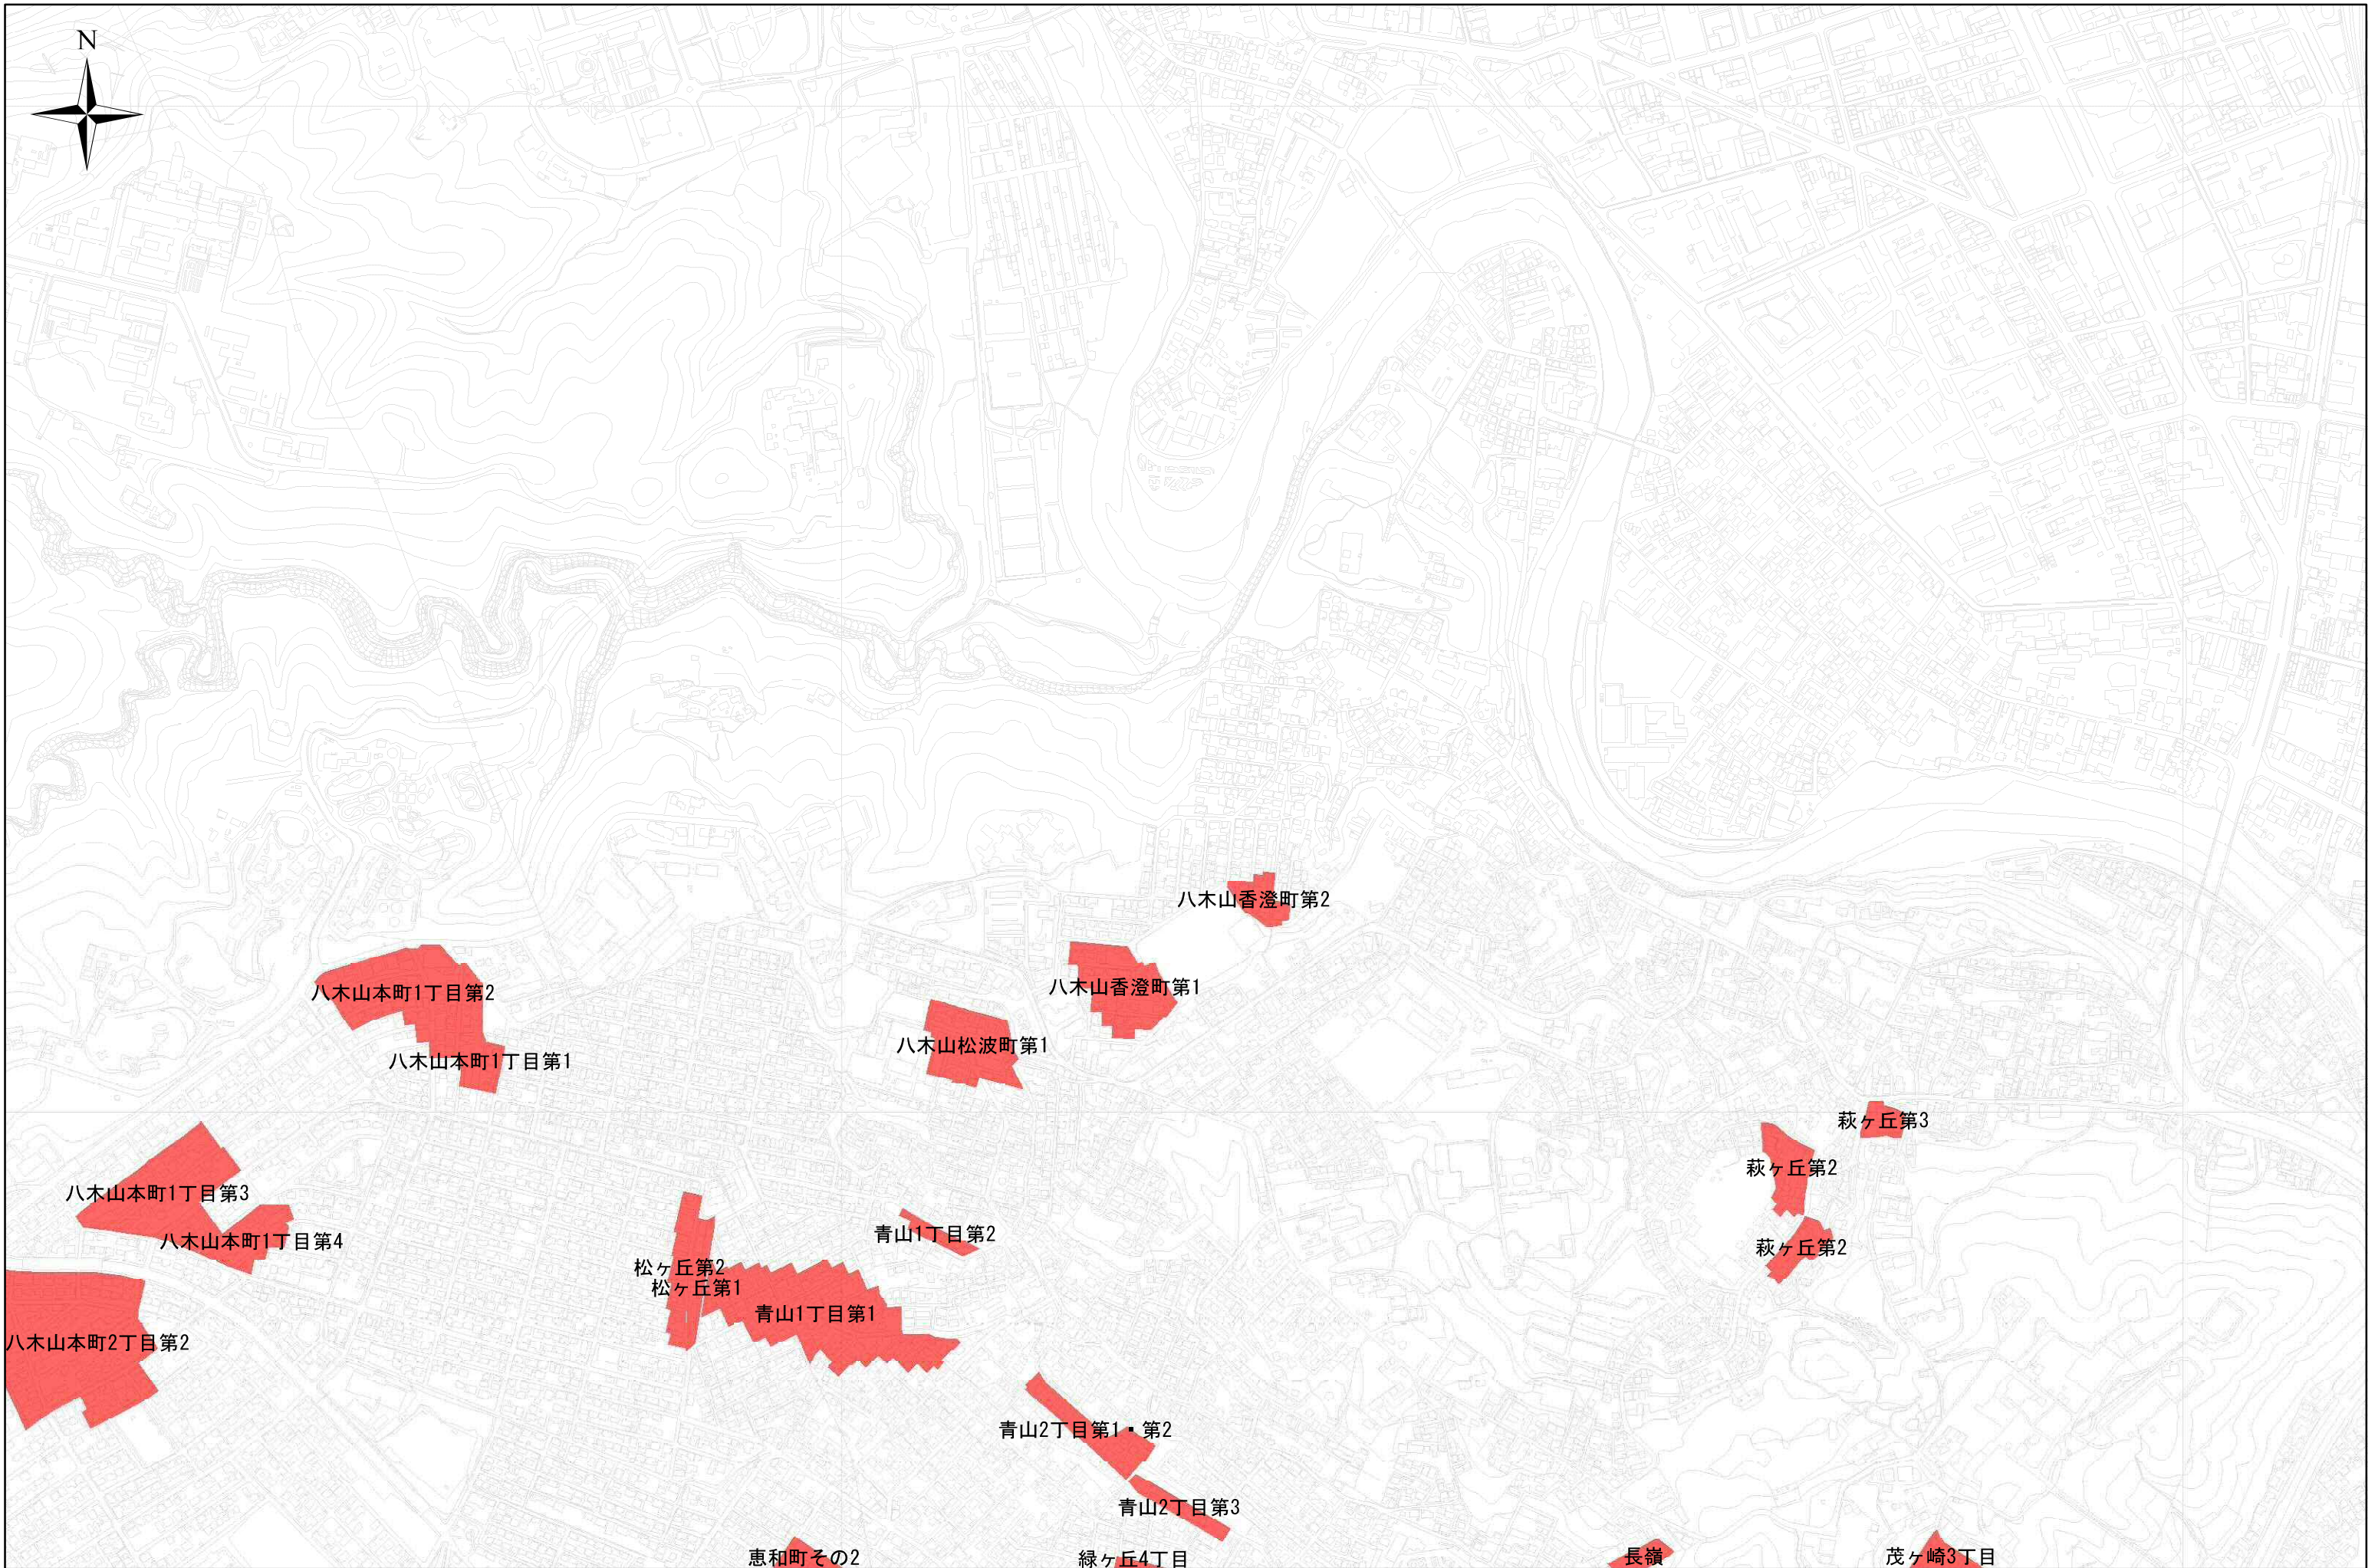 N
八木山香澄町第2
八木山香澄町第1
八木山本町1丁目第2
八木山松波町第1
八木山本町1丁目第1
萩ヶ丘第3
萩ヶ丘第2
八木山本町1丁目第3
青山1丁目第2
八木山本町1丁目第4
萩ヶ丘第2
松ヶ丘第2
松ヶ丘第1
青山1丁目第1
八木山本町2丁目第2
青山2丁目第1・第2
青山2丁目第3
恵和町その2
緑ヶ丘4丁目
長嶺
茂ヶ崎3丁目